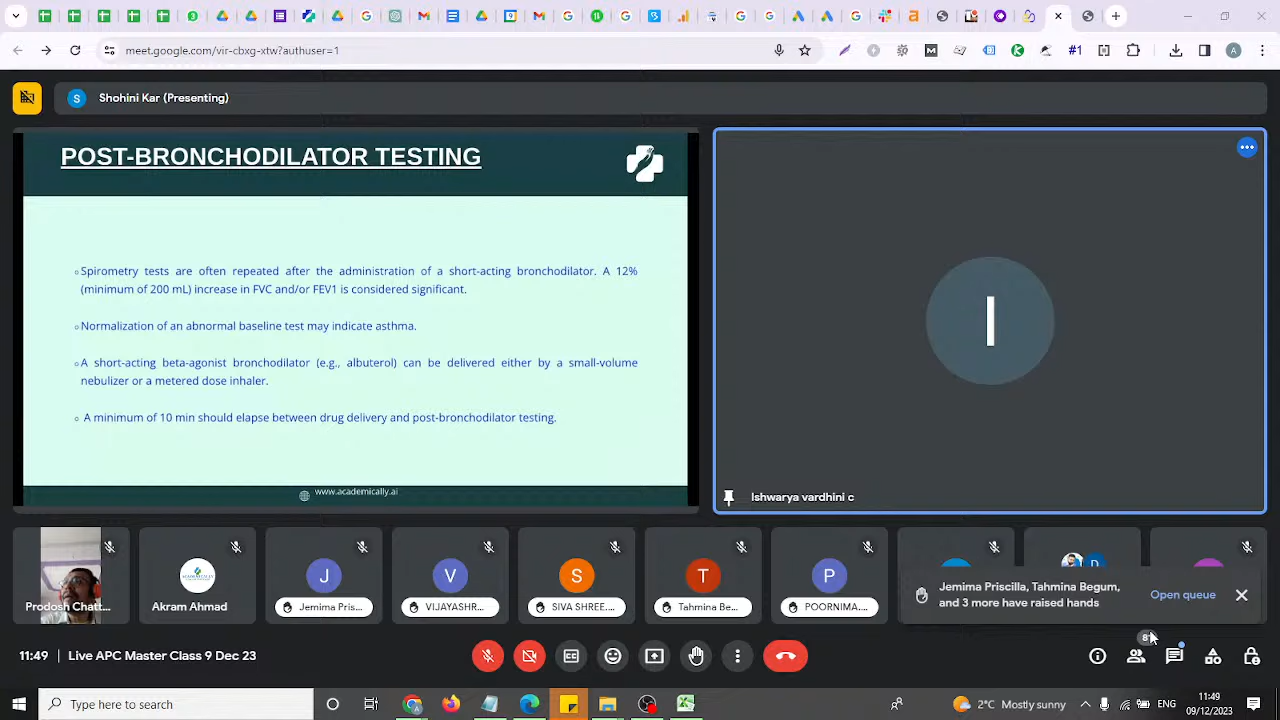 meet.google.com/vir-cbxg-xtw?authuser=1
S
Shohini Kar (Presenting)
POST-BRONCHODILATOR TESTING
Spirometry tests are often repeated after the administration of a short-acting bronchodilator. A 12%
(minimum of 200 mL) increase in FVC and/or FEV1 is considered significant.
Normalization of an abnormal baseline test may indicate asthma.
A short-acting beta-agonist bronchodilator (e.g., albuterol) can be delivered either by a small-volume
nebulizer or a metered dose inhaler.
A minimum of 10 min should elapse between drug delivery and post-bronchodilator testing.
www.academically.ai
I
Ishwarya vardhini c
Prodosh Chatt...
Akram Ahmad
J
Jemima Pris...
V
VIJAYASHR...
S
SIVA SHREE...
T
Tahmina Be...
P
POORNIMA...
D
Jemima Priscilla, Tahmina Begum,
and 3 more have raised hands
Open queue
11:49 | Live APC Master Class 9 Dec 23
Type here to search
2°C Mostly sunny
ENG
11:49
09/12/2023